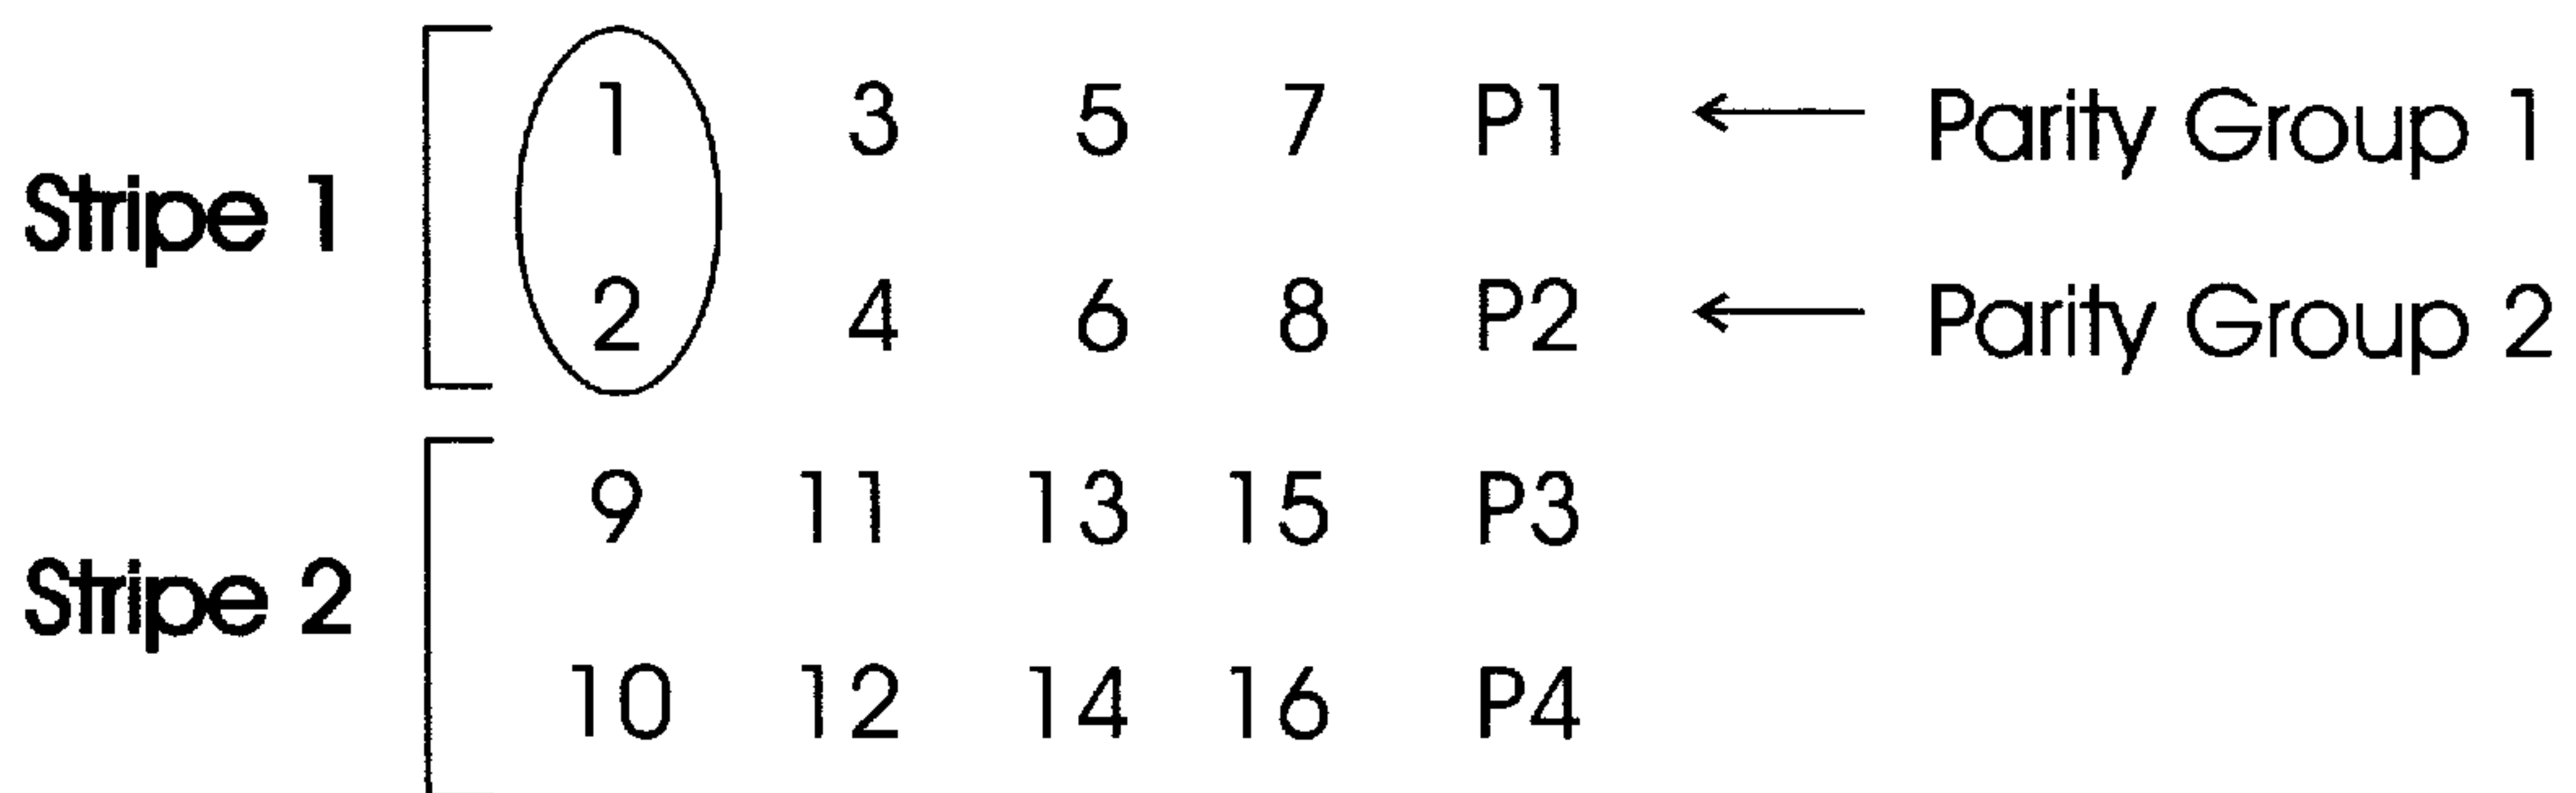 1 3 5 7 P1 Parity Group 1
Stripe 1
2 4 6 8 P2 Parity Group 2
9 11 13 15 P3
Stripe 2
10 12 14 16 P4